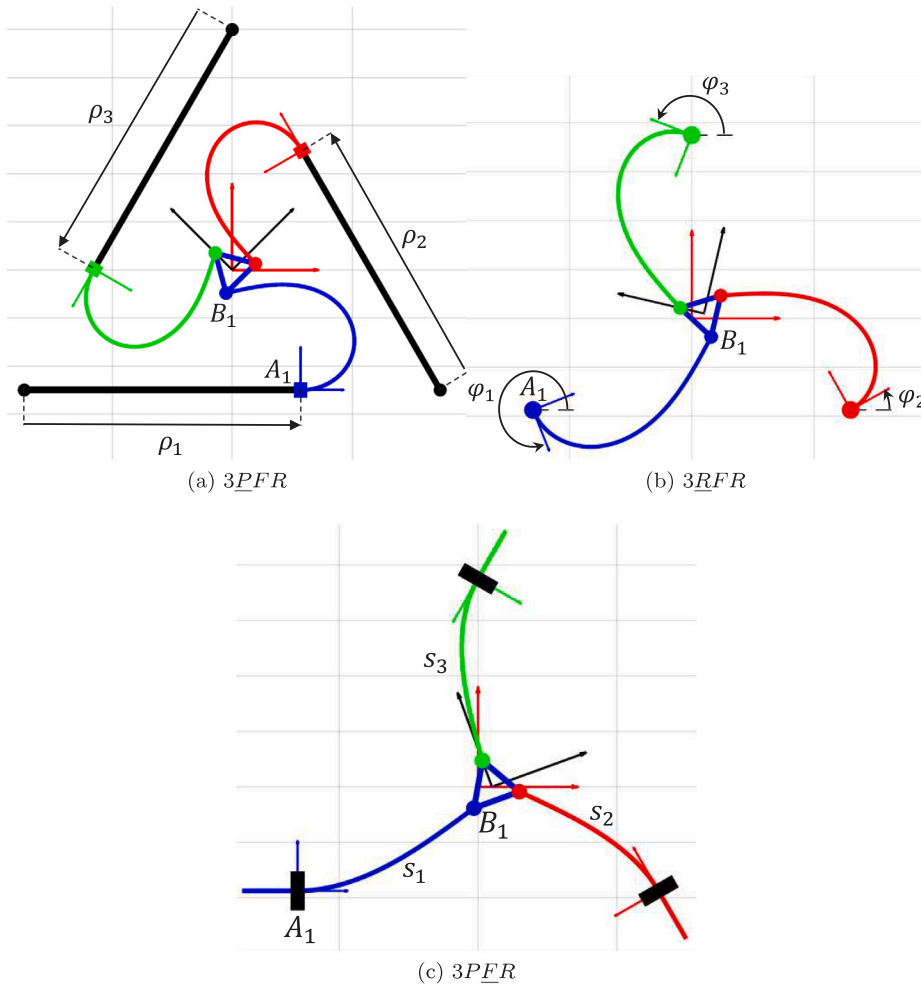 ρ₃
ρ₂
B₁
A₁
ρ₁
(a) 3PFR
φ₃
B₁
φ₁
A₁
φ₂
(b) 3RFR
s₃
B₁
s₂
s₁
A₁
(c) 3PFR